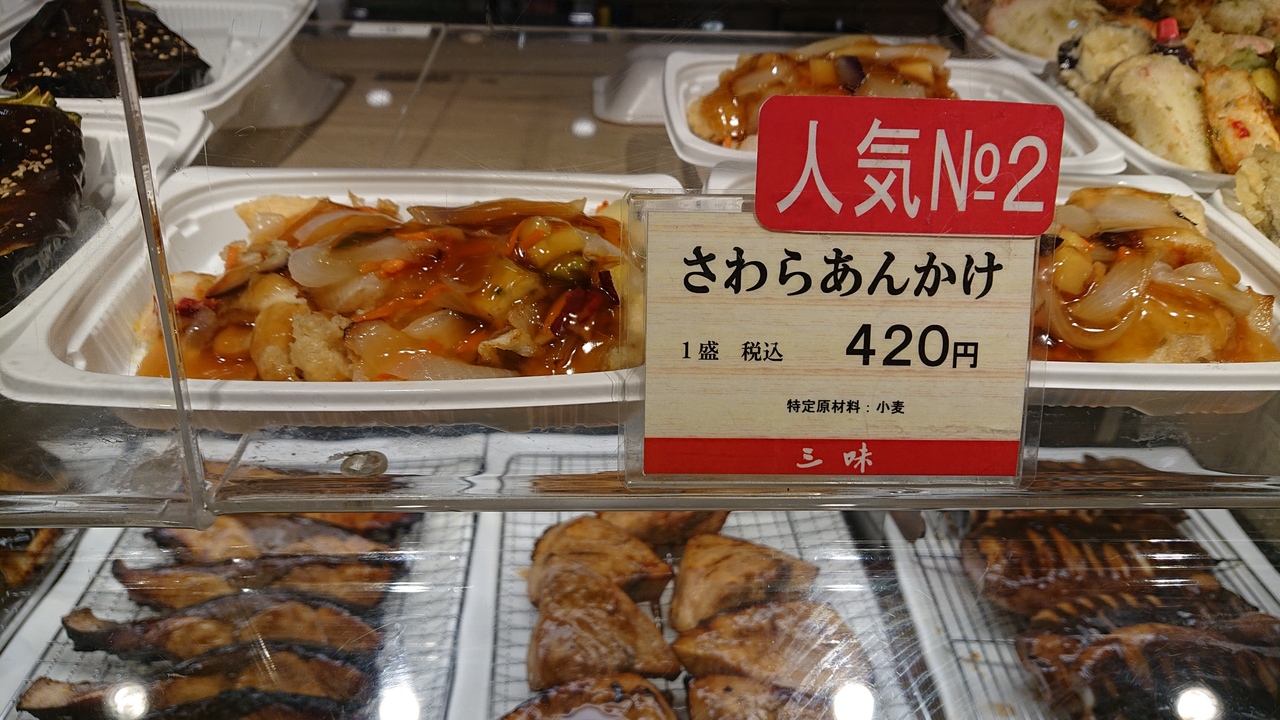 人気№2
さわらあんかけ
1盛 税込 420円
特定原材料：小麦
三味